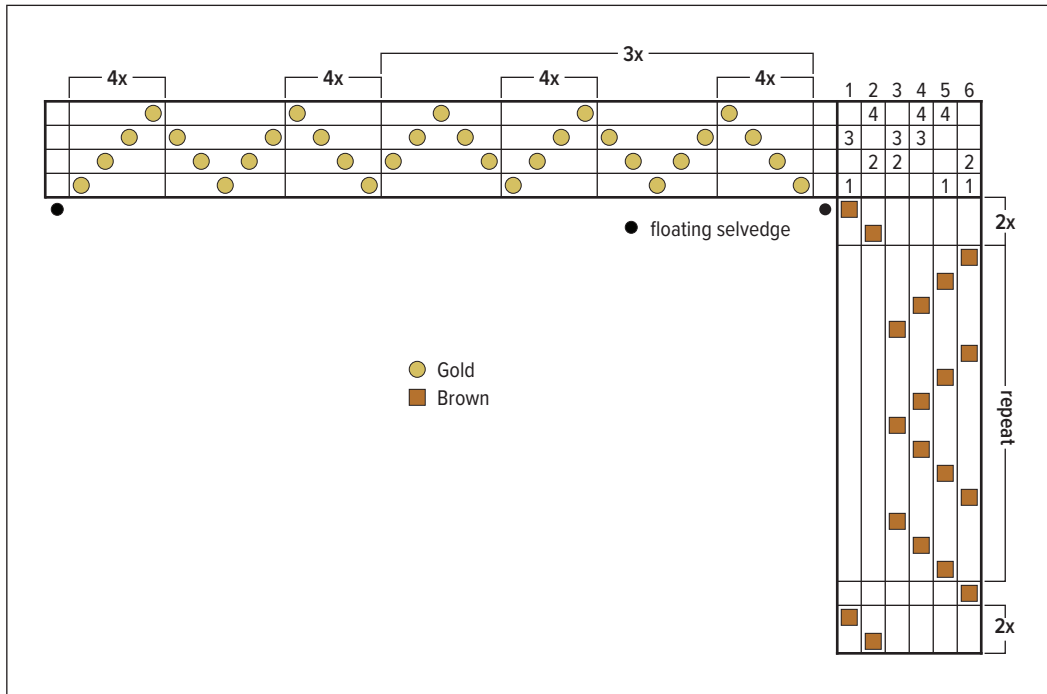 3x
4x 4x 4x 4x
1 2 3 4 5 6
4 4 4
3 3 3
2 2 2
1 1 1
2x
floating selvedge
Gold
Brown
repeat
2x